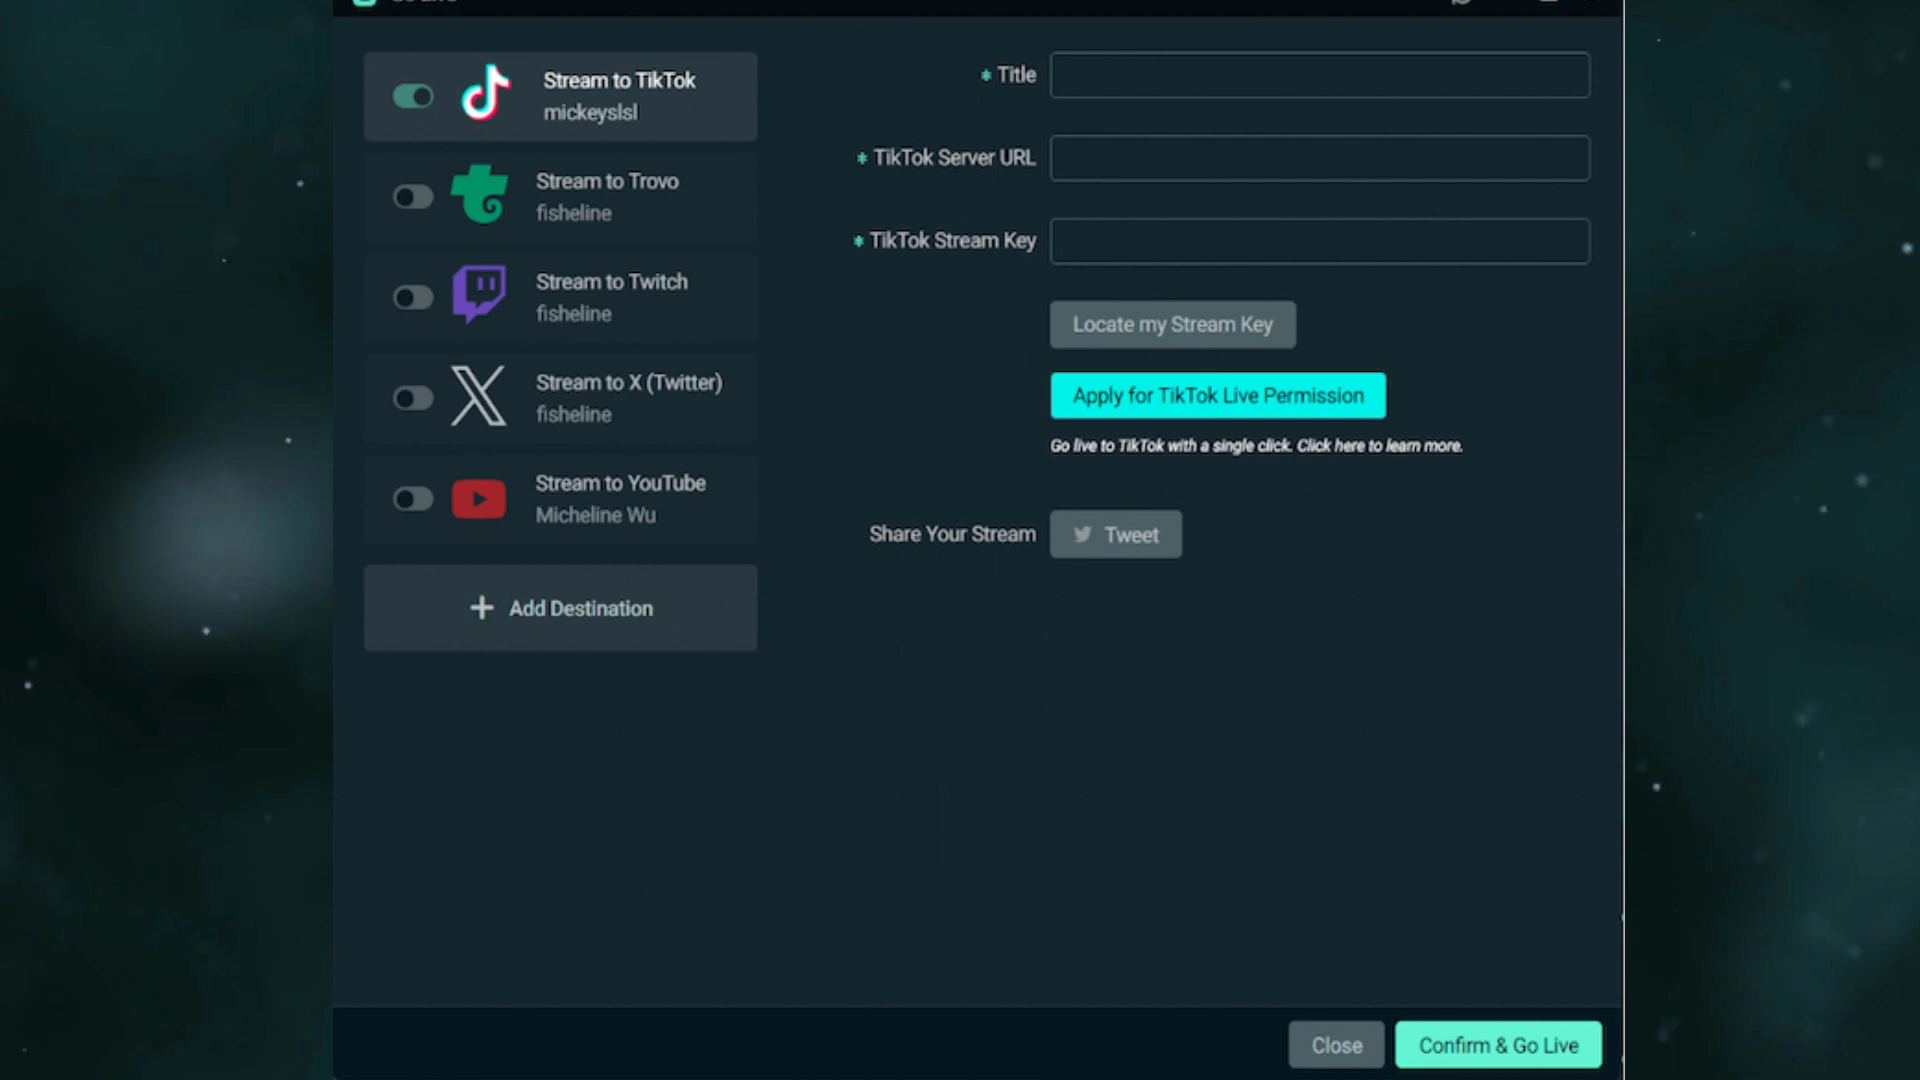 Stream to TikTok
mickeyslsl
Stream to Trovo
fisheline
Stream to Twitch
fisheline
Stream to X (Twitter)
fisheline
Stream to YouTube
Micheline Wu
+ Add Destination
* Title
* TikTok Server URL
* TikTok Stream Key
Locate my Stream Key
Apply for TikTok Live Permission
Go live to TikTok with a single click. Click here to learn more.
Share Your Stream
Tweet
Close
Confirm & Go Live